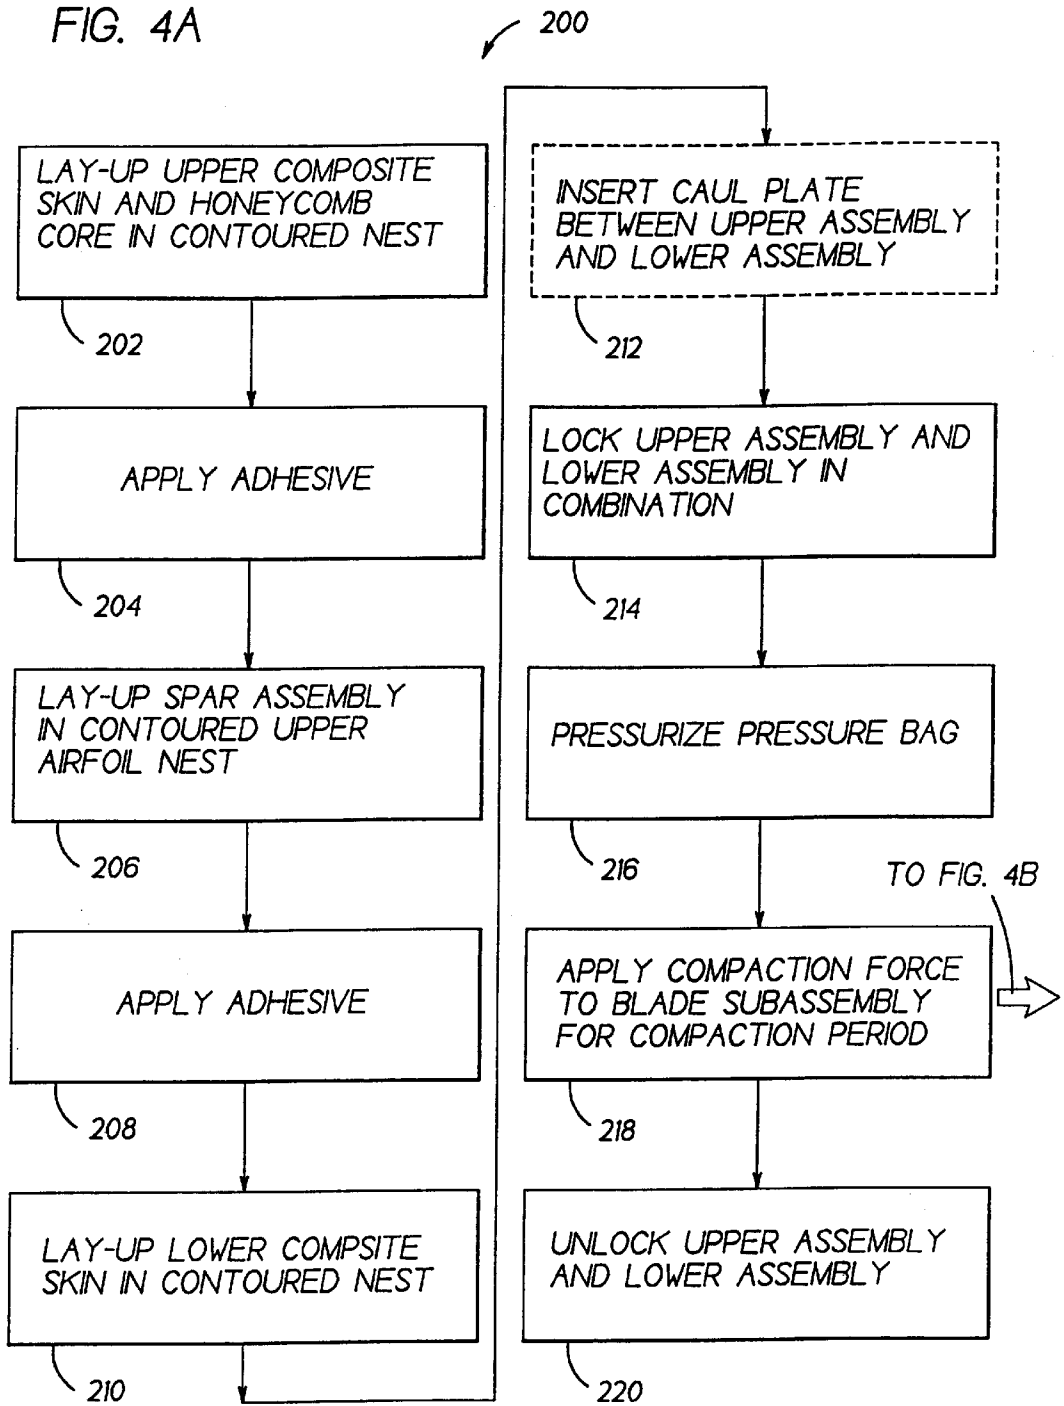 FIG. 4A
200
LAY-UP UPPER COMPOSITE
SKIN AND HONEYCOMB
CORE IN CONTOURED NEST
202
APPLY ADHESIVE
204
LAY-UP SPAR ASSEMBLY
IN CONTOURED UPPER
AIRFOIL NEST
206
APPLY ADHESIVE
208
LAY-UP LOWER COMPSITE
SKIN IN CONTOURED NEST
210
INSERT CAUL PLATE
BETWEEN UPPER ASSEMBLY
AND LOWER ASSEMBLY
212
LOCK UPPER ASSEMBLY AND
LOWER ASSEMBLY IN
COMBINATION
214
PRESSURIZE PRESSURE BAG
216
TO FIG. 4B
APPLY COMPACTION FORCE
TO BLADE SUBASSEMBLY
FOR COMPACTION PERIOD
218
UNLOCK UPPER ASSEMBLY
AND LOWER ASSEMBLY
220